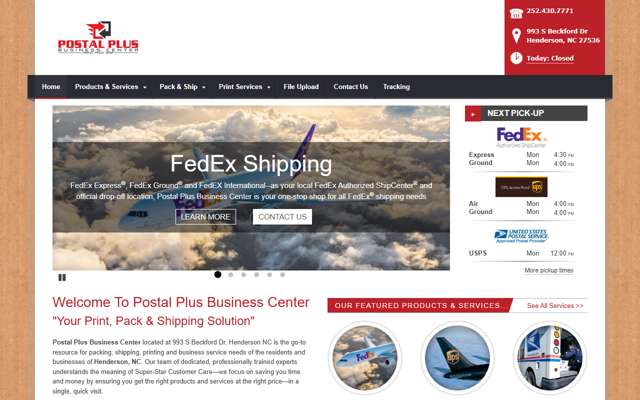 POSTAL PLUS
BUSINESS CENTER
252.430.7771
993 S Beckford Dr
Henderson, NC 27536
Today: Closed
Home
Products & Services
Pack & Ship
Print Services
File Upload
Contact Us
Tracking
FedEx Shipping
FedEx Express®, FedEx Ground® and FedEX International–as your local FedEx Authorized ShipCenter® and
official drop-off location, Postal Plus Business Center is your one-stop shop for all FedEx® shipping needs
LEARN MORE
CONTACT US
NEXT PICK-UP
FedEx
Authorized ShipCenter
Express Mon 4:30 PM
Ground Mon 4:00 PM
ups
Air Mon 4:00 PM
Ground Mon 4:00 PM
UNITED STATES
POSTAL SERVICE
Approved Postal Provider
USPS Mon 12:00 PM
More pickup times
Welcome To Postal Plus Business Center
"Your Print, Pack & Shipping Solution"
Postal Plus Business Center located at 993 S Beckford Dr, Henderson NC is the go-to
resource for packing, shipping, printing and business service needs of the residents and
businesses of Henderson, NC. Our team of dedicated, professionally trained experts
understands the meaning of Super-Star Customer Care—we focus on saving you time
and money by ensuring you get the right products and services at the right price—in a
single, quick visit.
OUR FEATURED PRODUCTS & SERVICES...
See All Services >>